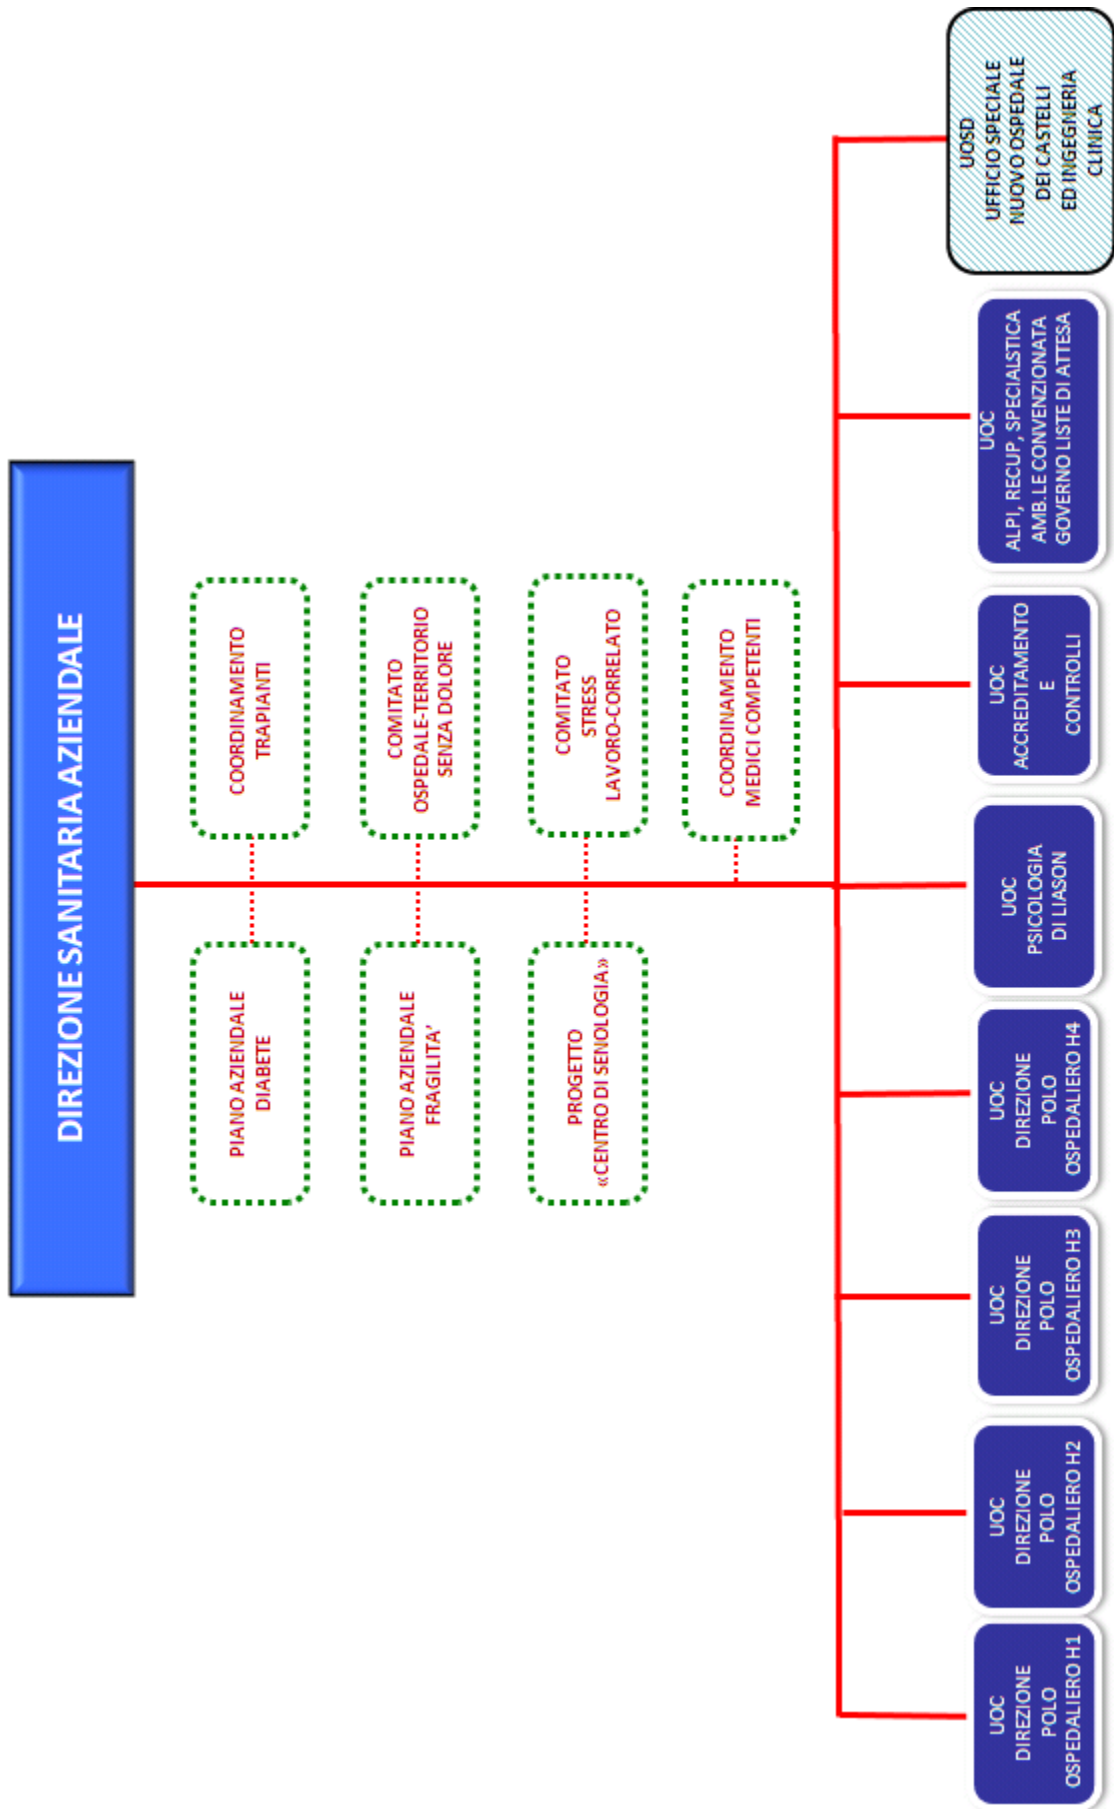 DIREZIONE SANITARIA AZIENDALE
PIANO AZIENDALE
DIABETE
COORDINAMENTO
TRAPIANTI
PIANO AZIENDALE
FRAGILITA’
COMITATO
OSPEDALE-TERRITORIO
SENZA DOLORE
PROGETTO
«CENTRO DI SENOLOGIA»
COMITATO
STRESS
LAVORO-CORRELATO
COORDINAMENTO
MEDICI COMPETENTI
UOC
DIREZIONE
POLO
OSPEDALIERO H1
UOC
DIREZIONE
POLO
OSPEDALIERO H2
UOC
DIREZIONE
POLO
OSPEDALIERO H3
UOC
DIREZIONE
POLO
OSPEDALIERO H4
UOC
PSICOLOGIA
DI LIASON
UOC
ACCREDITAMENTO
E
CONTROLLI
UOC
ALPI, RECUP, SPECIALSTICA
AMB.LE CONVENZIONATA
GOVERNO LISTE DI ATTESA
UOSD
UFFICIO SPECIALE
NUOVO OSPEDALE
DEI CASTELLI
ED INGEGNERIA
CLINICA